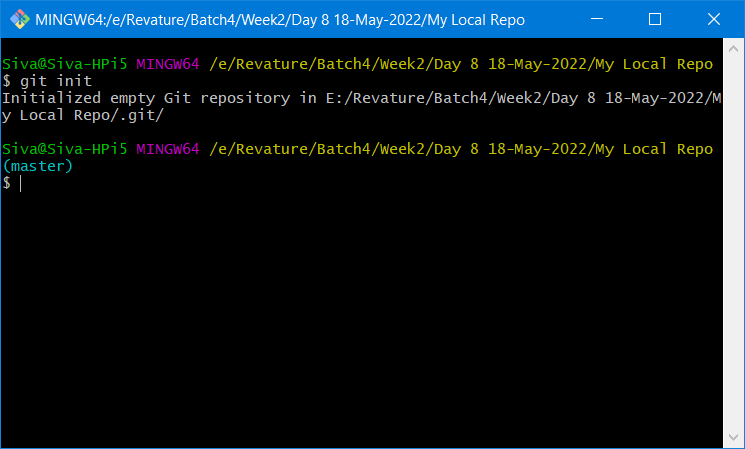 MINGW64:/e/Revature/Batch4/Week2/Day 8 18-May-2022/My Local Repo
Siva@Siva-HPi5 MINGW64 /e/Revature/Batch4/Week2/Day 8 18-May-2022/My Local Repo
$ git init
Initialized empty Git repository in E:/Revature/Batch4/Week2/Day 8 18-May-2022/M
y Local Repo/.git/
Siva@Siva-HPi5 MINGW64 /e/Revature/Batch4/Week2/Day 8 18-May-2022/My Local Repo
(master)
$